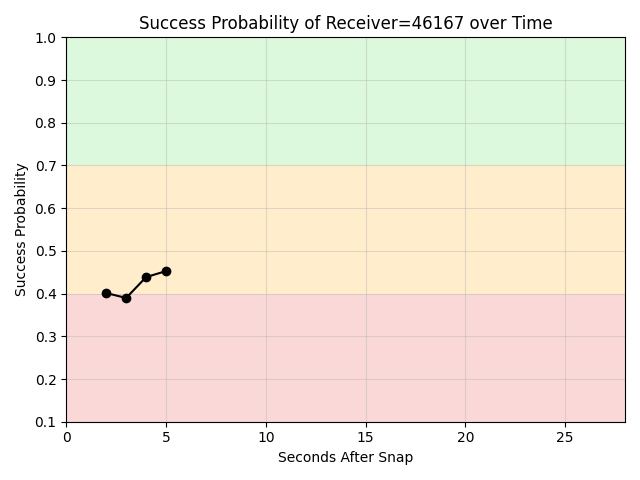 Success Probability of Receiver=46167 over Time
1.0
0.9
0.8
0.7
0.6
0.5
0.4
0.3
0.2
0.1
Success Probability
0 5 10 15 20 25
Seconds After Snap